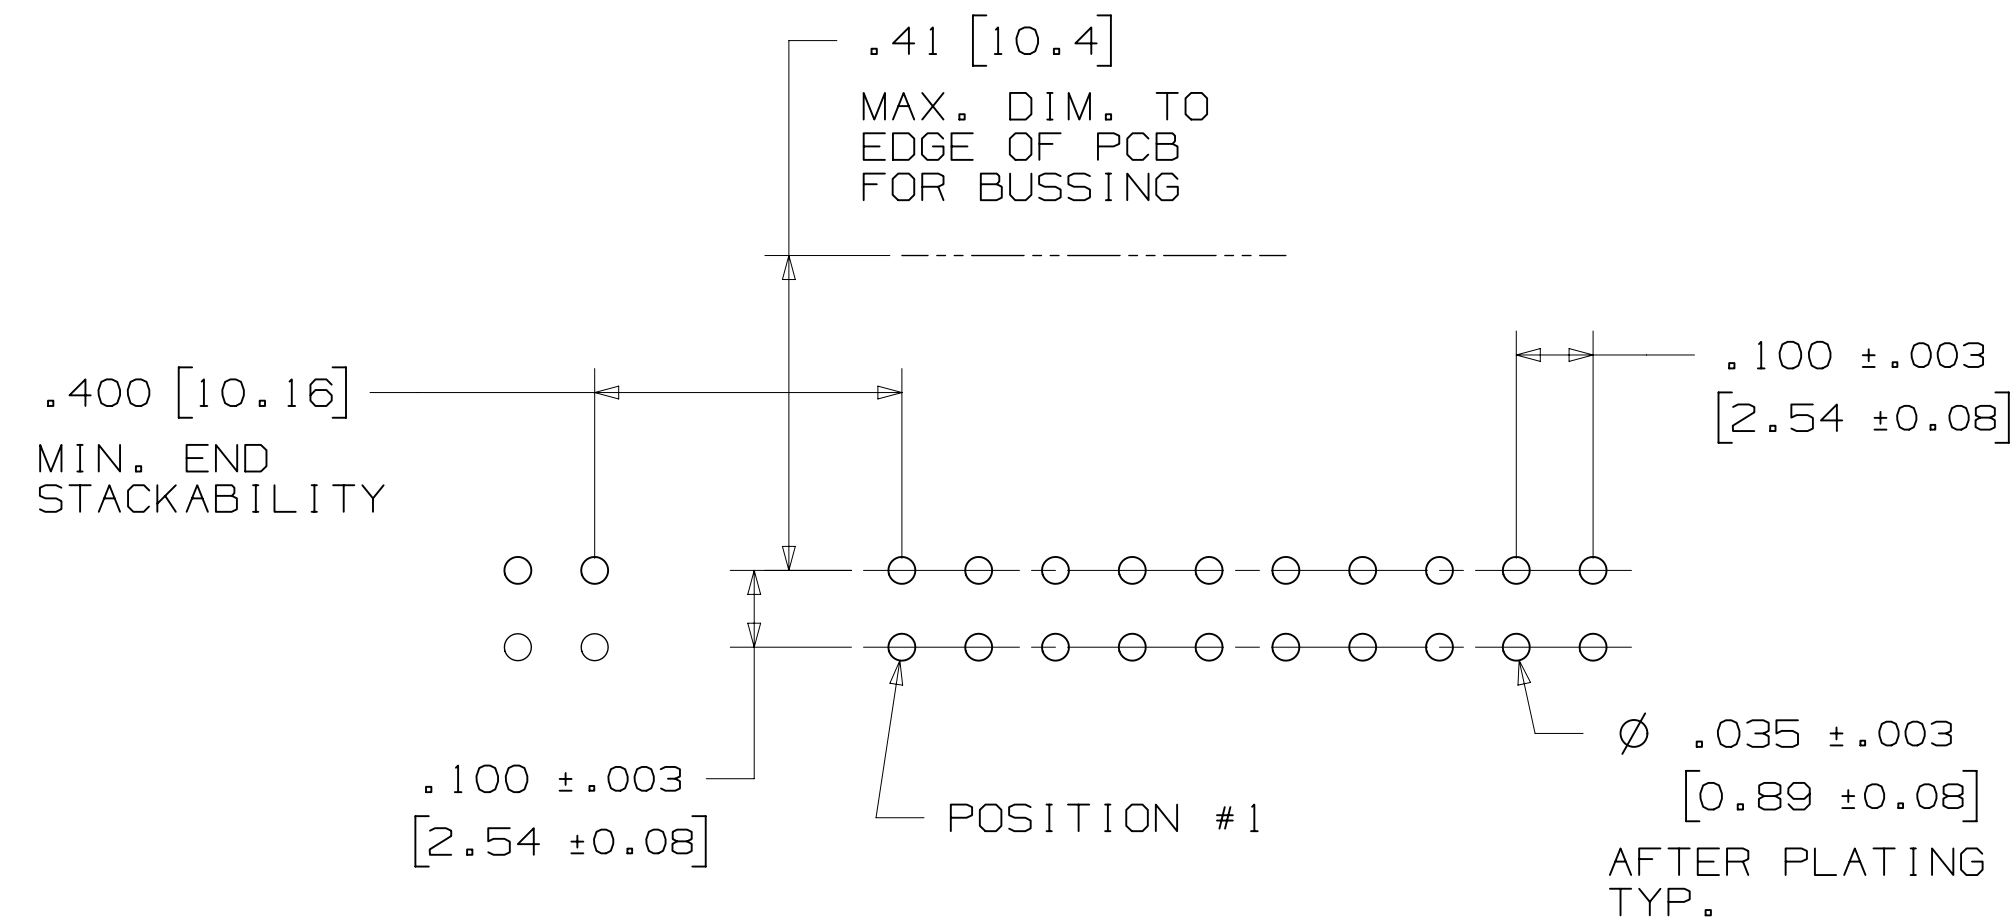 .41 [10.4]
MAX. DIM. TO
EDGE OF PCB
FOR BUSSING
.400 [10.16]
MIN. END
STACKABILITY
.100 ±.003
[2.54 ±0.08]
.100 ±.003
[2.54 ±0.08]
POSITION #1
Ø .035 ±.003
[0.89 ±0.08]
AFTER PLATING
TYP.